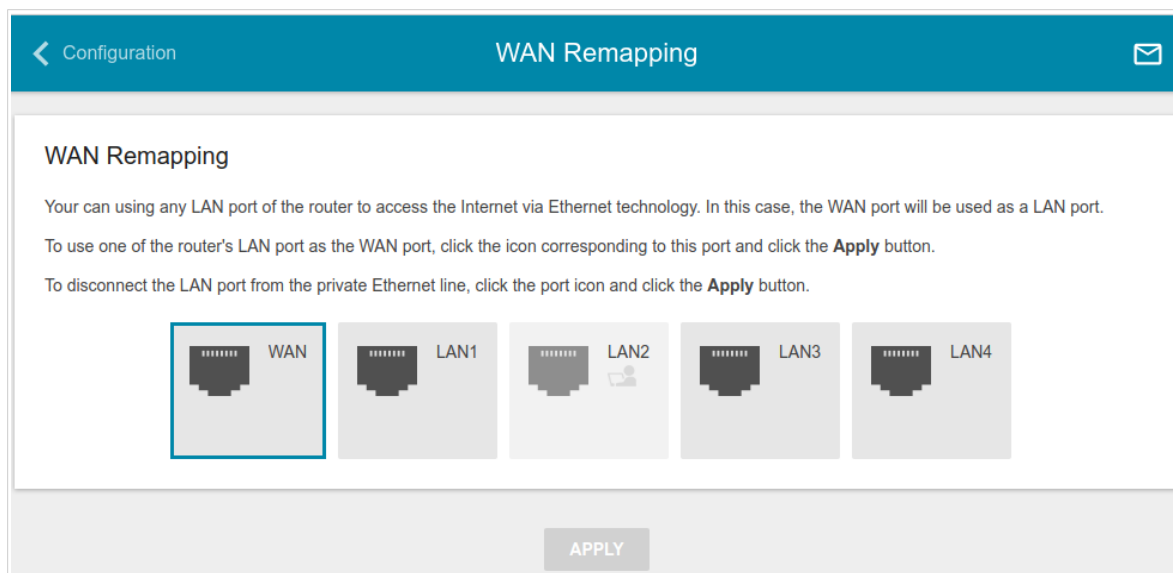 Configuration
WAN Remapping
WAN Remapping
Your can using any LAN port of the router to access the Internet via Ethernet technology. In this case, the WAN port will be used as a LAN port.
To use one of the router's LAN port as the WAN port, click the icon corresponding to this port and click the Apply button.
To disconnect the LAN port from the private Ethernet line, click the port icon and click the Apply button.
WAN
LAN1
LAN2
LAN3
LAN4
APPLY